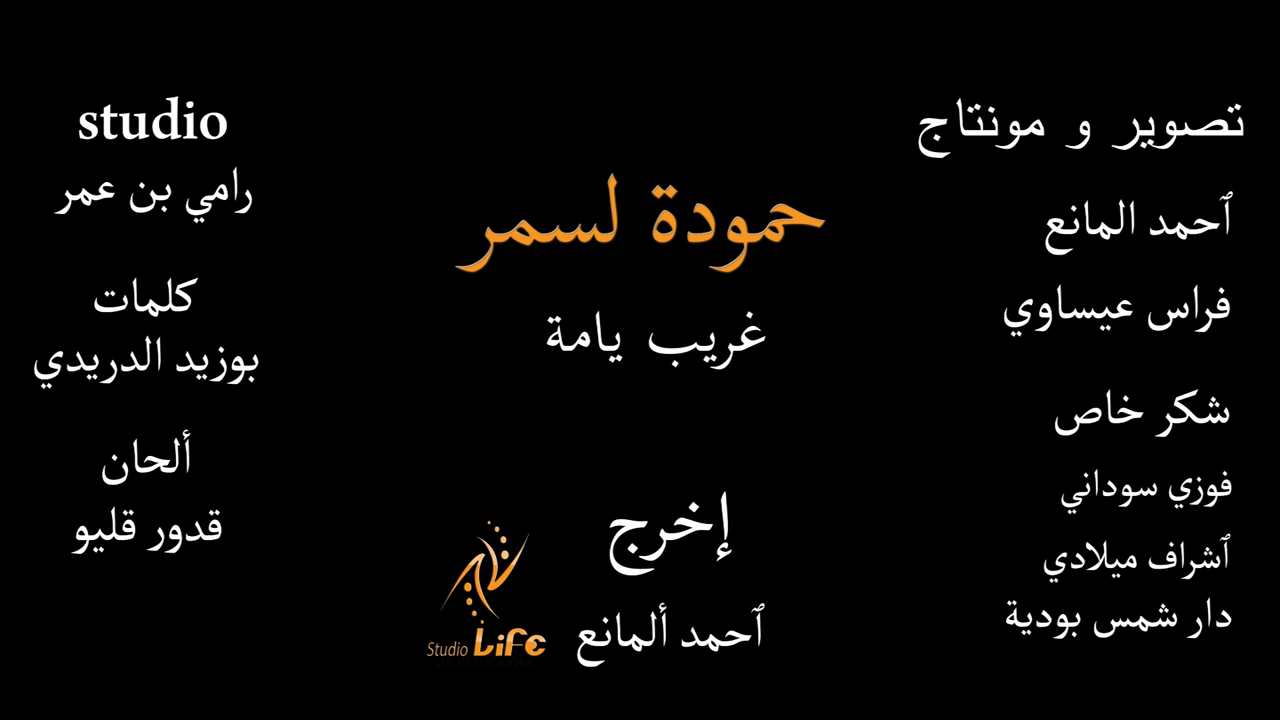 تصوير و مونتاج
ٱحمد المانع
فراس عيساوي
شكر خاص
فوزي سوداني
ٱشراف ميلادي
دار شمس بودية
حمودة لسمر
غريب يامة
إخرج
ٱحمد ألمانع
Studio LiFe
studio
رامي بن عمر
كلمات
بوزيد الدريدي
ألحان
قدور قليو